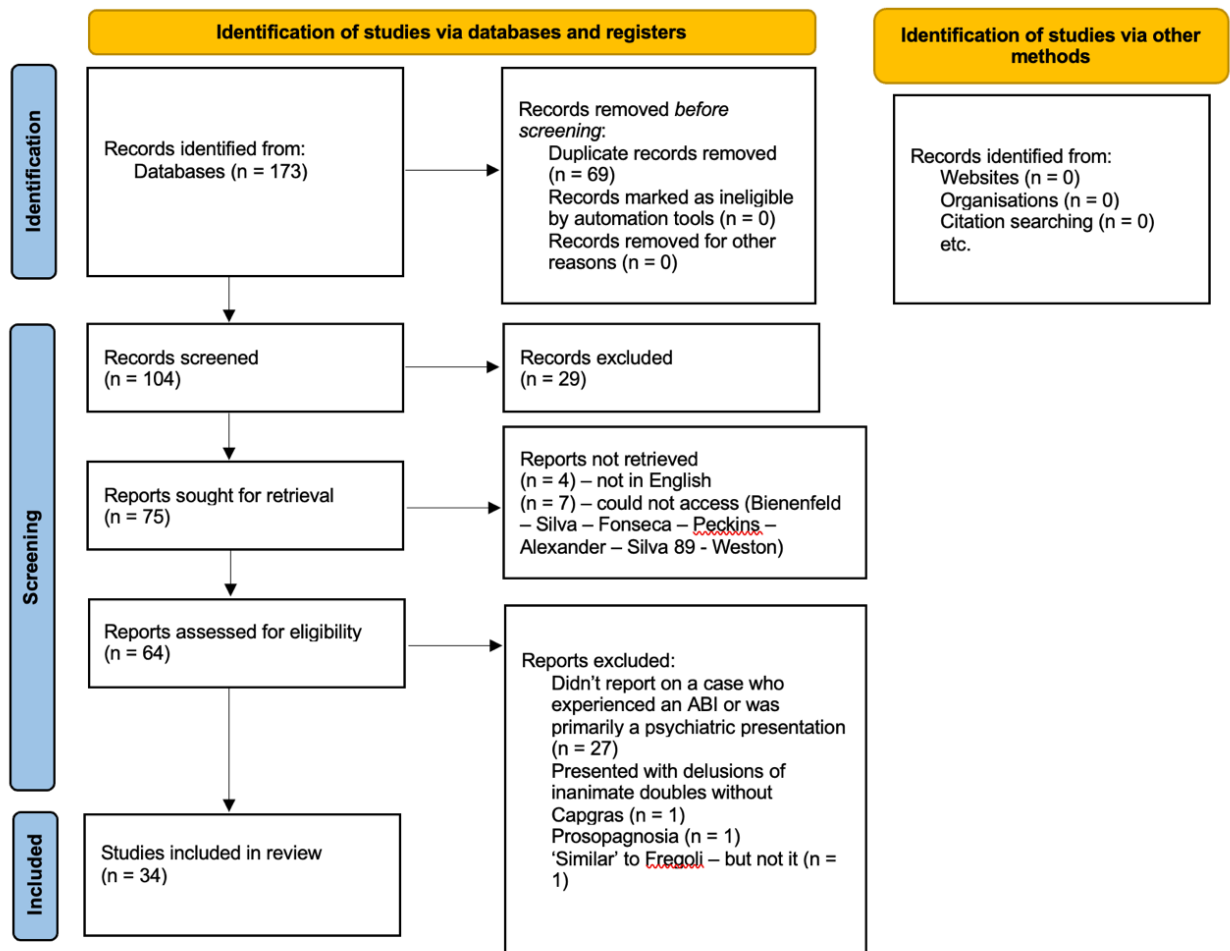 Identification of studies via databases and registers
Identification of studies via other
methods
Identification
Records identified from:
Databases (n = 173)
Records removed before
screening:
Duplicate records removed
(n = 69)
Records marked as ineligible
by automation tools (n = 0)
Records removed for other
reasons (n = 0)
Records identified from:
Websites (n = 0)
Organisations (n = 0)
Citation searching (n = 0)
etc.
Screening
Records screened
(n = 104)
Records excluded
(n = 29)
Reports sought for retrieval
(n = 75)
Reports not retrieved
(n = 4) – not in English
(n = 7) – could not access (Bienenfeld
– Silva – Fonseca – Peckins –
Alexander – Silva 89 - Weston)
Reports assessed for eligibility
(n = 64)
Reports excluded:
Didn’t report on a case who
experienced an ABI or was
primarily a psychiatric presentation
(n = 27)
Presented with delusions of
inanimate doubles without
Capgras (n = 1)
Prosopagnosia (n = 1)
‘Similar’ to Fregoli – but not it (n =
1)
Included
Studies included in review
(n = 34)